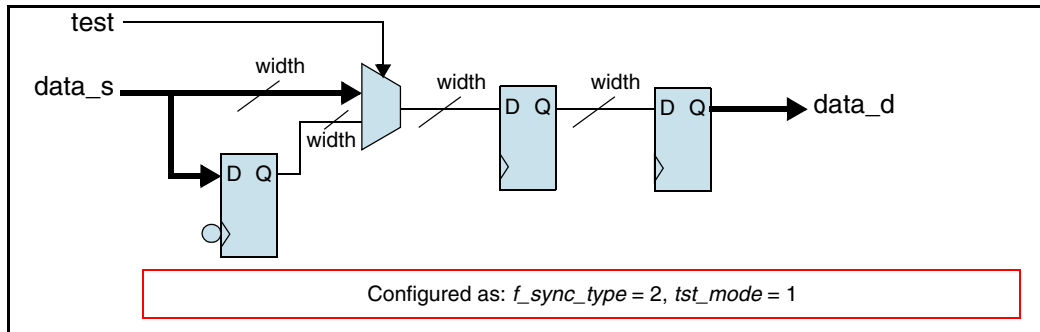 test
data_s
width
width
width
width
D Q
D Q
D Q
data_d
Configured as: f_sync_type = 2, tst_mode = 1